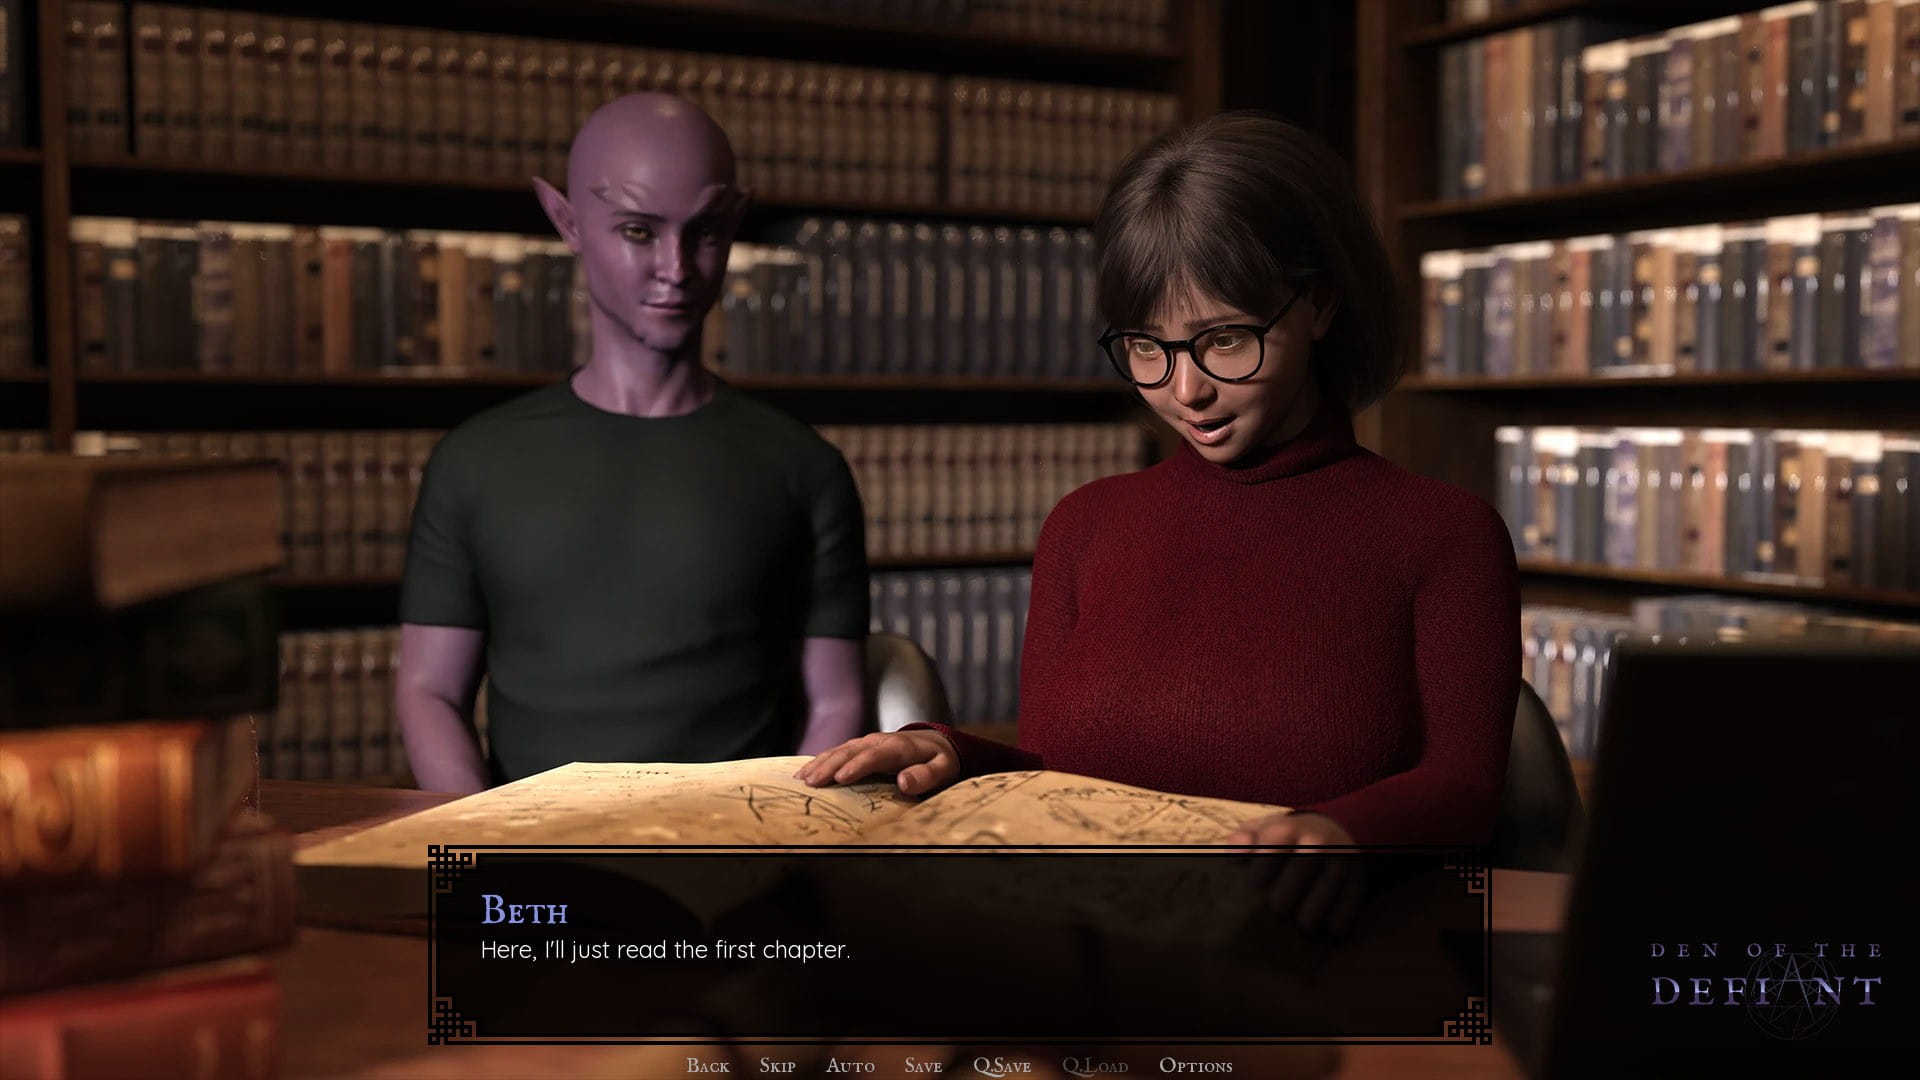 Beth
Here, I'll just read the first chapter.
DEN OF THE
DEFIANT
Back Skip Auto Save Q.Save Q.Load Options